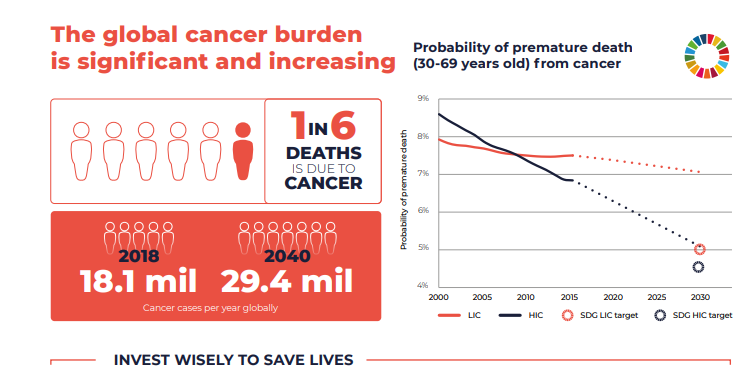 The global cancer burden
is significant and increasing
1 IN 6
DEATHS
IS DUE TO
CANCER
2018
18.1 mil
2040
29.4 mil
Cancer cases per year globally
Probability of premature death
(30-69 years old) from cancer
Probability of premature death
9%
8%
7%
6%
5%
4%
2000 2005 2010 2015 2020 2025 2030
LIC HIC SDG LIC target SDG HIC target
INVEST WISELY TO SAVE LIVES